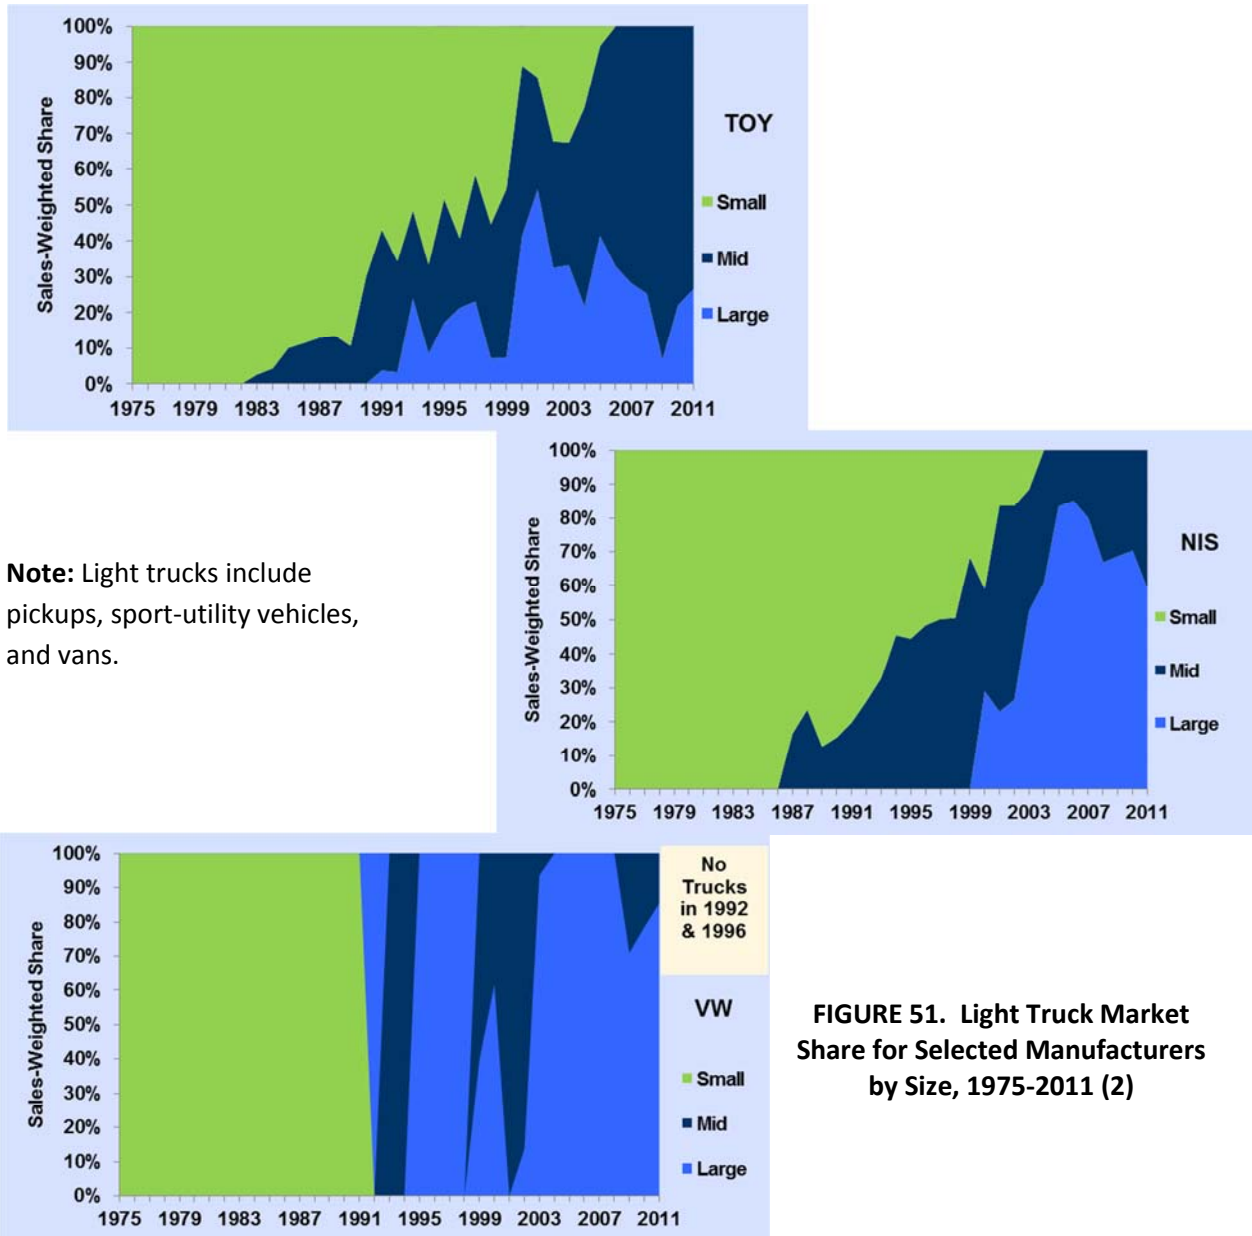 100%
90%
80%
70%
60%
50%
40%
30%
20%
10%
0%
Sales-Weighted Share
1975 1979 1983 1987 1991 1995 1999 2003 2007 2011
TOY
Small
Mid
Large
Note: Light trucks include
pickups, sport-utility vehicles,
and vans.
100%
90%
80%
70%
60%
50%
40%
30%
20%
10%
0%
Sales-Weighted Share
1975 1979 1983 1987 1991 1995 1999 2003 2007 2011
NIS
Small
Mid
Large
100%
90%
80%
70%
60%
50%
40%
30%
20%
10%
0%
Sales-Weighted Share
1975 1979 1983 1987 1991 1995 1999 2003 2007 2011
No
Trucks
in 1992
& 1996
VW
Small
Mid
Large
FIGURE 51. Light Truck Market
Share for Selected Manufacturers
by Size, 1975-2011 (2)